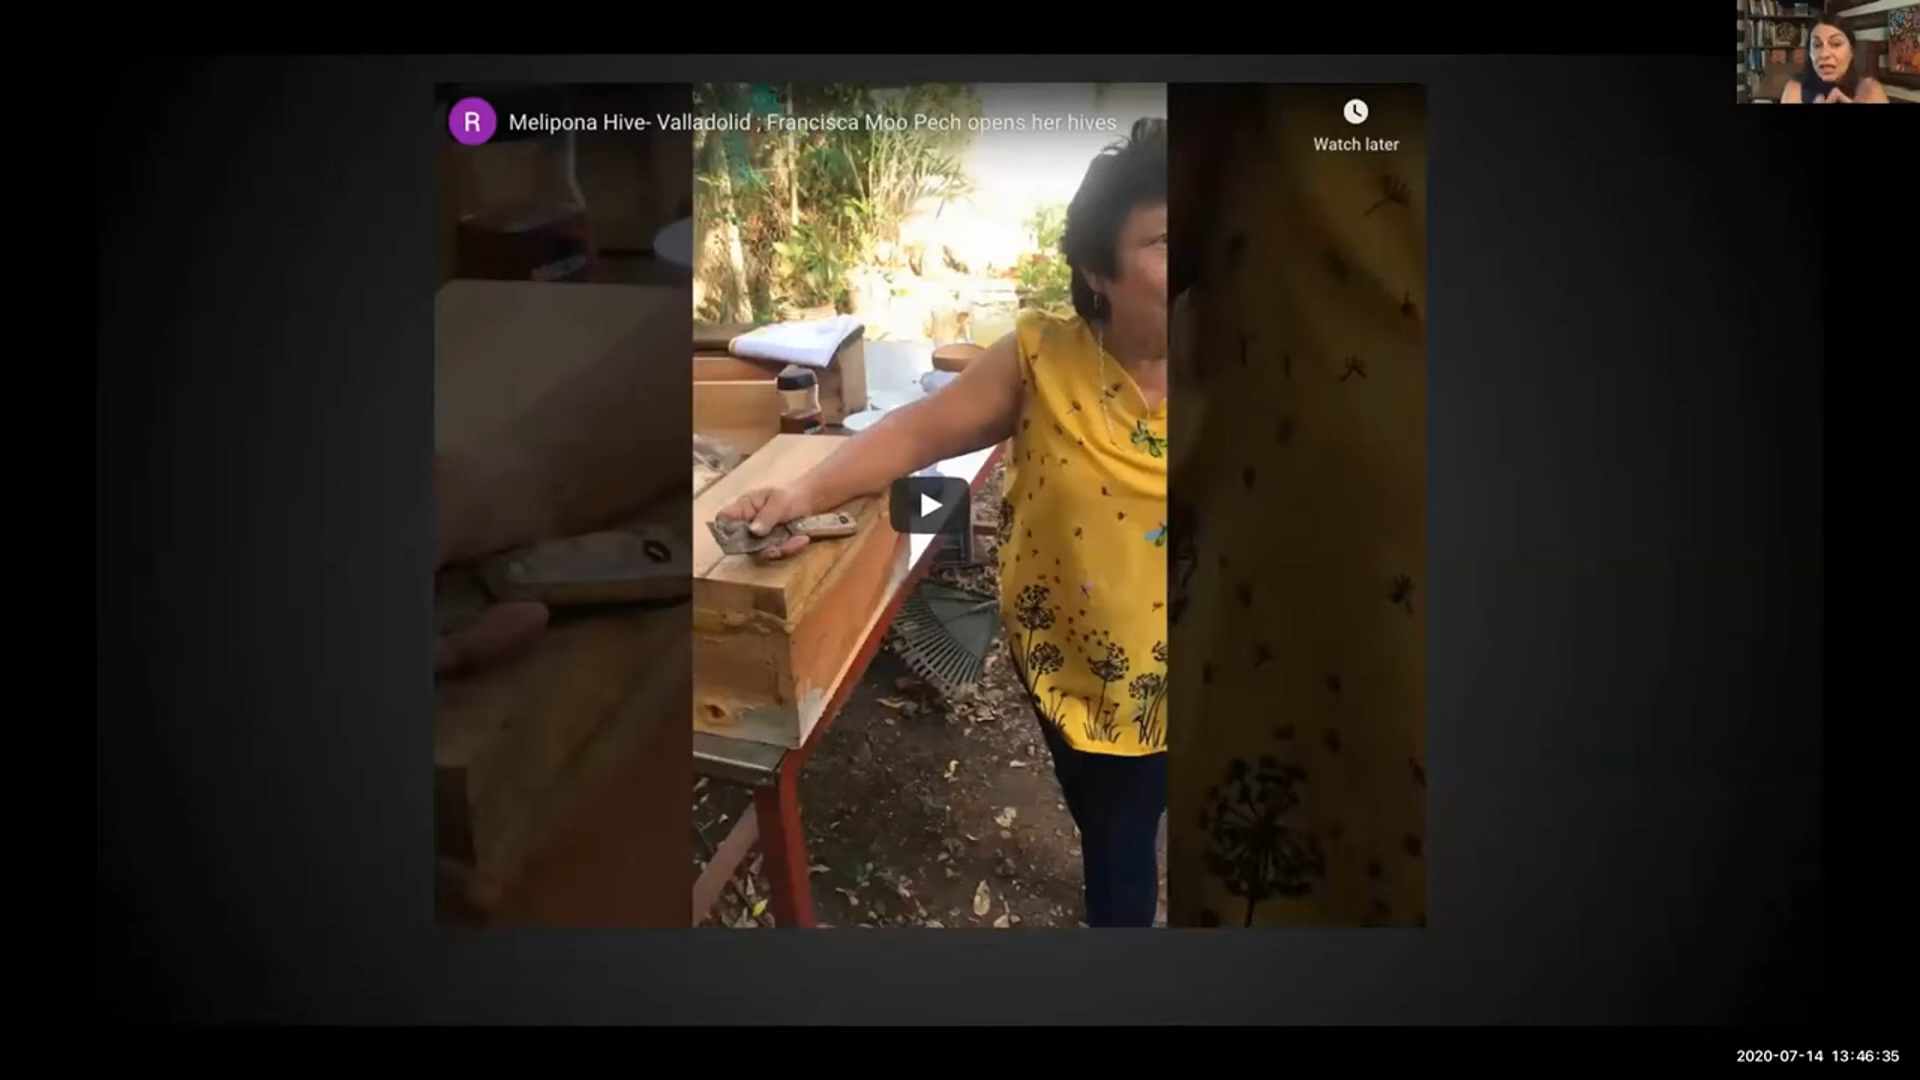 R
Melipona Hive- Valladolid ; Francisca Moo Pech opens her hives
Watch later
2020-07-14 13:46:35